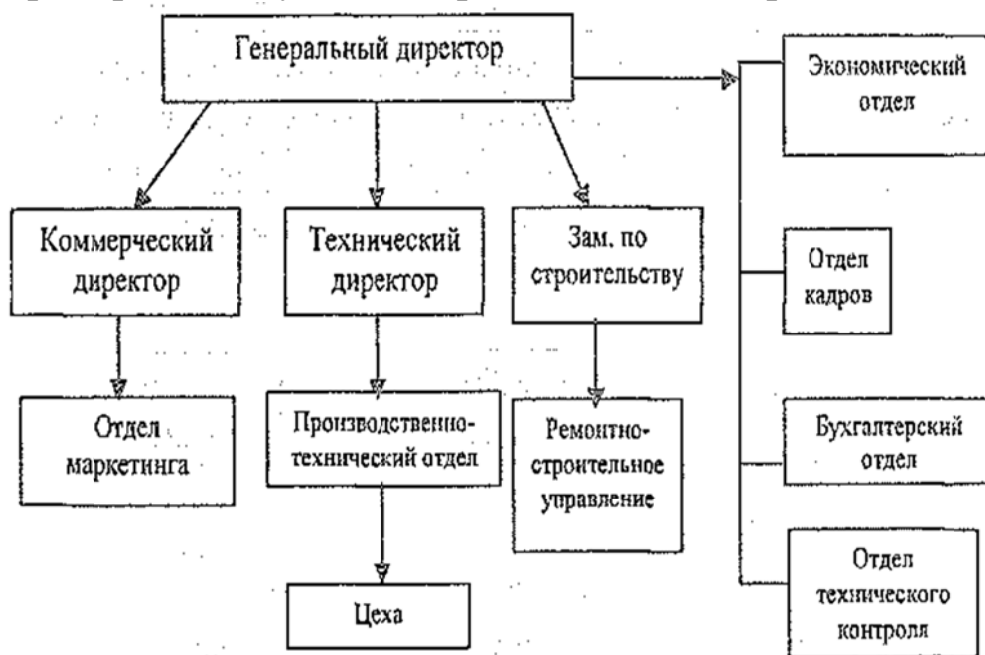 Генеральный директор
Экономический
отдел
Коммерческий
директор
Технический
директор
Зам. по
строительству
Отдел
кадров
Отдел
маркетинга
Производственно-
технический отдел
Ремонтно-
строительное
управление
Бухгалтерский
отдел
Цеха
Отдел
технического
контроля